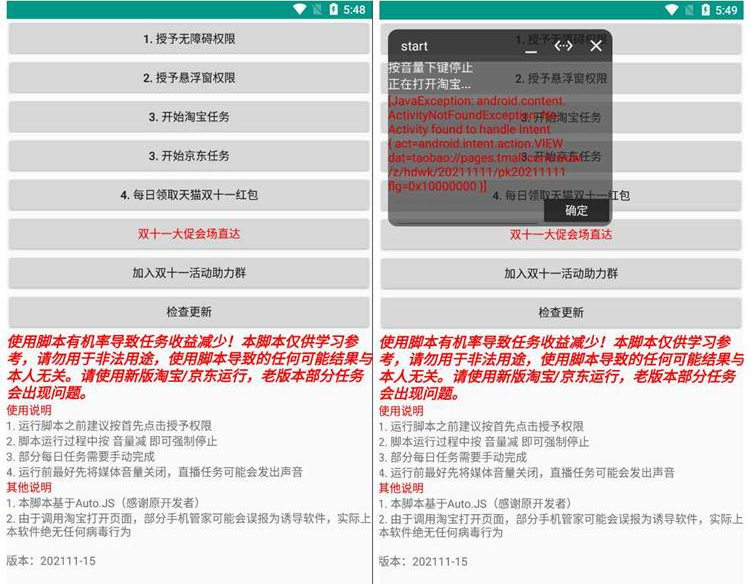 5:48
1. 授予无障碍权限
2. 授予悬浮窗权限
3. 开始淘宝任务
3. 开始京东任务
4. 每日领取天猫双十一红包
双十一大促会场直达
加入双十一活动助力群
检查更新
使用脚本有机率导致任务收益减少！本脚本仅供学习参
考，请勿用于非法用途，使用脚本导致的任何可能结果与
本人无关。请使用新版淘宝/京东运行，老版本部分任务
会出现问题。
使用说明
1. 运行脚本之前建议按首先点击授予权限
2. 脚本运行过程中按 音量减 即可强制停止
3. 部分每日任务需要手动完成
4. 运行前最好先将媒体音量关闭，直播任务可能会发出声音
其他说明
1. 本脚本基于Auto.JS（感谢原开发者）
2. 由于调用淘宝打开页面，部分手机管家可能会误报为诱导软件，实际上
本软件绝无任何病毒行为
版本：202111-15
5:49
1. 授予无障碍权限
start
按音量下键停止
2. 授予悬浮窗权限
正在打开淘宝...
[JavaException: android.content.
ActivityNotFoundException: No
3. 开始淘宝任务
Activity found to handle Intent
{ act=android.intent.action.VIEW
dat=taobao://pages.tmall.com/wow
3. 开始京东任务
/z/hdwk/20211111/pk20211111
flg=0x10000000 }]
4. 每日领取天猫双十一红包
确定
双十一大促会场直达
加入双十一活动助力群
检查更新
使用脚本有机率导致任务收益减少！本脚本仅供学习参
考，请勿用于非法用途，使用脚本导致的任何可能结果与
本人无关。请使用新版淘宝/京东运行，老版本部分任务
会出现问题。
使用说明
1. 运行脚本之前建议按首先点击授予权限
2. 脚本运行过程中按 音量减 即可强制停止
3. 部分每日任务需要手动完成
4. 运行前最好先将媒体音量关闭，直播任务可能会发出声音
其他说明
1. 本脚本基于Auto.JS（感谢原开发者）
2. 由于调用淘宝打开页面，部分手机管家可能会误报为诱导软件，实际上
本软件绝无任何病毒行为
版本：202111-15